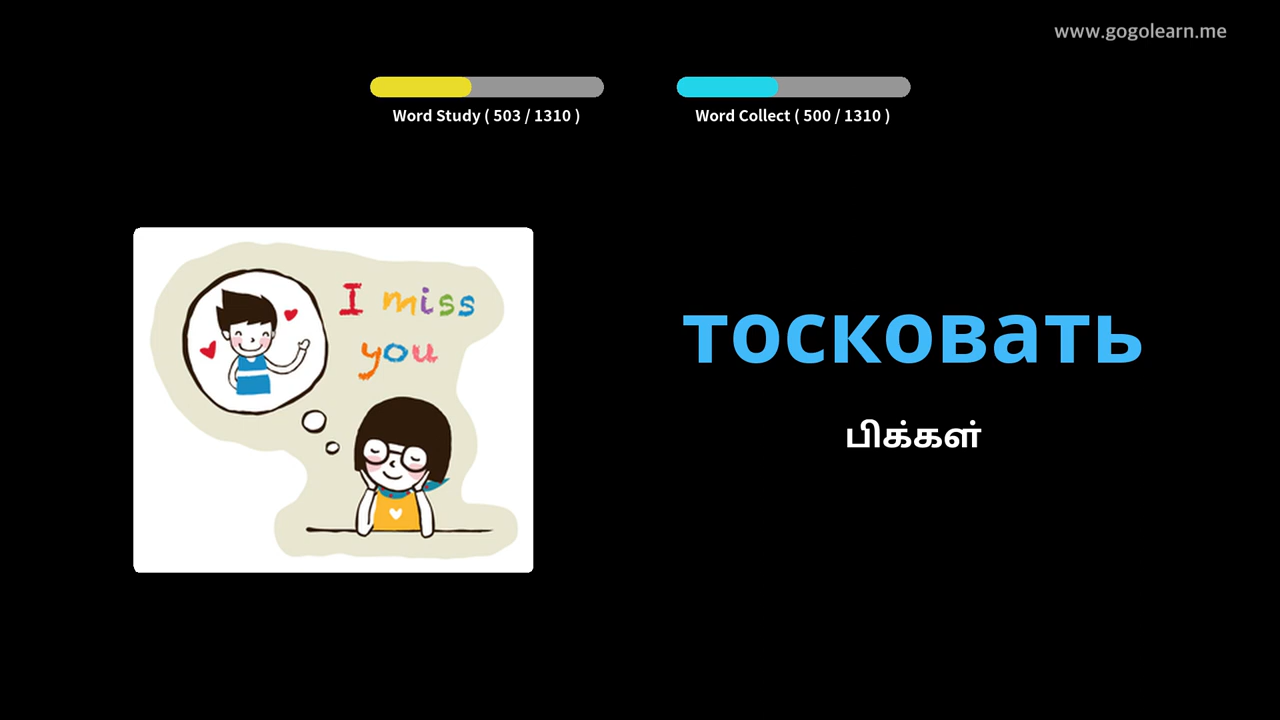 www.gogolearn.me
Word Study ( 503 / 1310 )
Word Collect ( 500 / 1310 )
I miss
you
тосковать
பிக்கள்